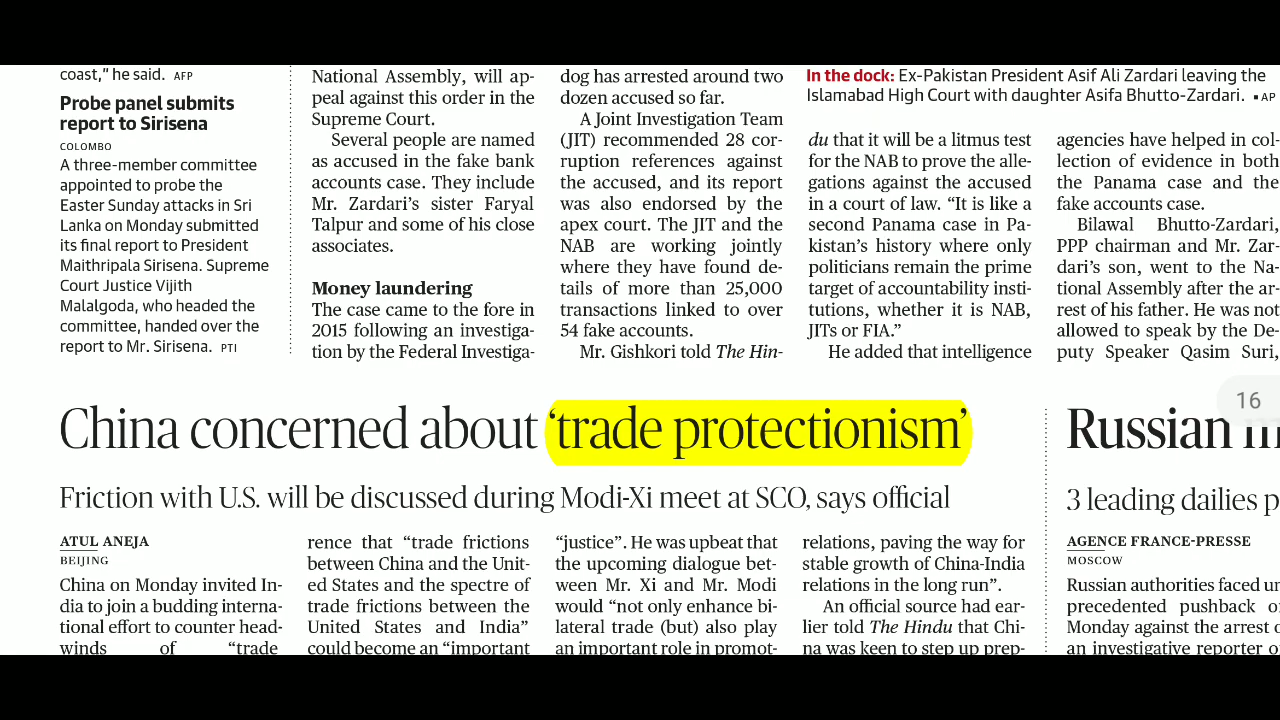 coast,” he said. AFP
Probe panel submits
report to Sirisena
COLOMBO
A three-member committee
appointed to probe the
Easter Sunday attacks in Sri
Lanka on Monday submitted
its final report to President
Maithripala Sirisena. Supreme
Court Justice Vijith
Malalgoda, who headed the
committee, handed over the
report to Mr. Sirisena. PTI
National Assembly, will ap-
peal against this order in the
Supreme Court.
Several people are named
as accused in the fake bank
accounts case. They include
Mr. Zardari’s sister Faryal
Talpur and some of his close
associates.
Money laundering
The case came to the fore in
2015 following an investiga-
tion by the Federal Investiga-
dog has arrested around two
dozen accused so far.
A Joint Investigation Team
(JIT) recommended 28 cor-
ruption references against
the accused, and its report
was also endorsed by the
apex court. The JIT and the
NAB are working jointly
where they have found de-
tails of more than 25,000
transactions linked to over
54 fake accounts.
Mr. Gishkori told The Hin-
In the dock: Ex-Pakistan President Asif Ali Zardari leaving the
Islamabad High Court with daughter Asifa Bhutto-Zardari. ▪ AP
du that it will be a litmus test
for the NAB to prove the alle-
gations against the accused
in a court of law. “It is like a
second Panama case in Pa-
kistan’s history where only
politicians remain the prime
target of accountability insti-
tutions, whether it is NAB,
JITs or FIA.”
He added that intelligence
agencies have helped in col-
lection of evidence in both
the Panama case and the
fake accounts case.
Bilawal Bhutto-Zardari,
PPP chairman and Mr. Zar-
dari’s son, went to the Na-
tional Assembly after the ar-
rest of his father. He was not
allowed to speak by the De-
puty Speaker Qasim Suri,
16
China concerned about ‘trade protectionism’
Friction with U.S. will be discussed during Modi-Xi meet at SCO, says official
ATUL ANEJA
BEIJING
China on Monday invited In-
dia to join a budding interna-
tional effort to counter head-
winds of “trade
rence that “trade frictions
between China and the Unit-
ed States and the spectre of
trade frictions between the
United States and India”
could become an “important
“justice”. He was upbeat that
the upcoming dialogue bet-
ween Mr. Xi and Mr. Modi
would “not only enhance bi-
lateral trade (but) also play
an important role in promot-
relations, paving the way for
stable growth of China-India
relations in the long run”.
An official source had ear-
lier told The Hindu that Chi-
na was keen to step up prep-
Russian
3 leading dailies
AGENCE FRANCE-PRESSE
MOSCOW
Russian authorities faced un
precedented pushback
Monday against the arrest
an investigative reporter